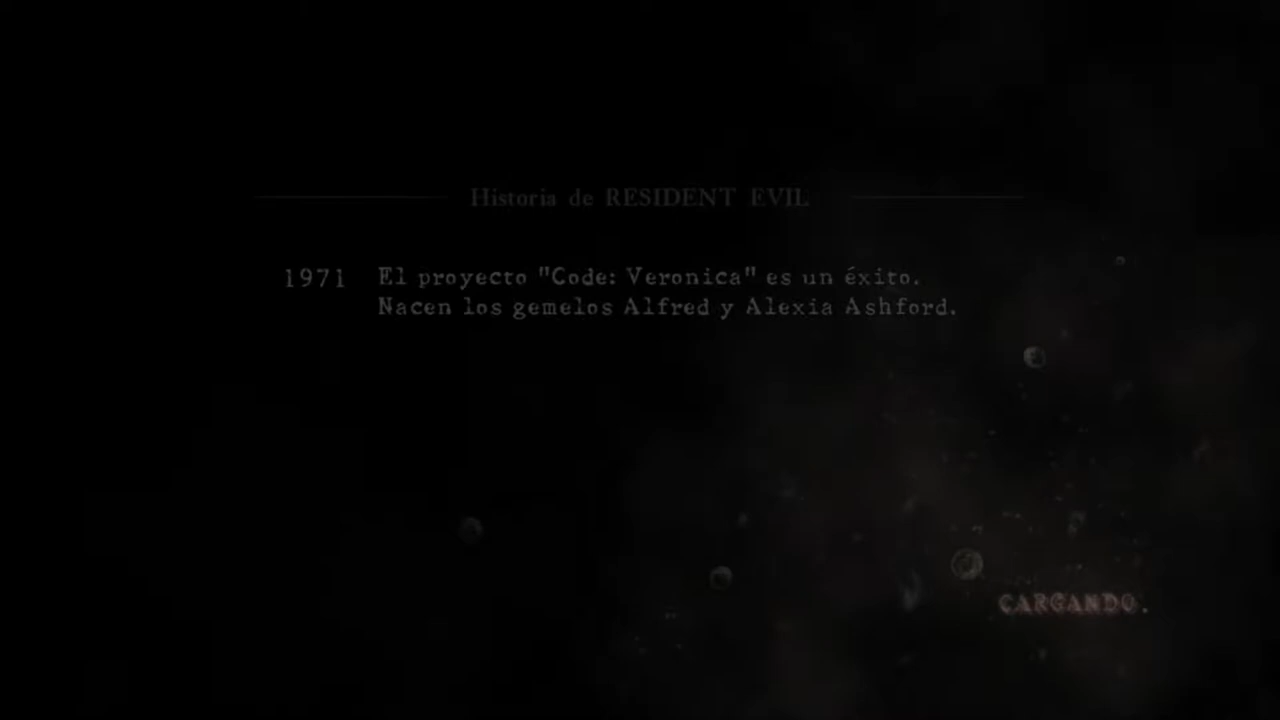 Historia de RESIDENT EVIL
1971 El proyecto "Code: Veronica" es un éxito.
Nacen los gemelos Alfred y Alexia Ashford.
CARGANDO.